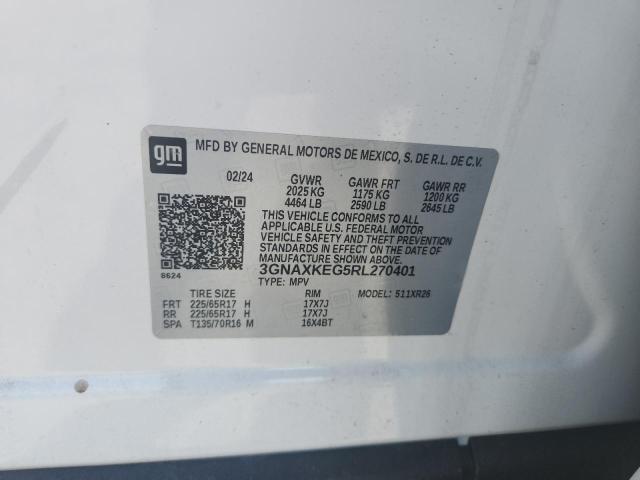 gm
MFD BY GENERAL MOTORS DE MEXICO, S. DE R.L. DE C.V.
02/24 GVWR GAWR FRT GAWR RR
2025 KG 1175 KG 1200 KG
4464 LB 2590 LB 2645 LB
THIS VEHICLE CONFORMS TO ALL
APPLICABLE U.S. FEDERAL MOTOR
VEHICLE SAFETY AND THEFT PREVENTION
STANDARDS IN EFFECT ON THE DATE OF
MANUFACTURE SHOWN ABOVE.
8624 3GNAXKEG5RL270401
TYPE: MPV
TIRE SIZE RIM MODEL: 511XR26
FRT 225/65R17 H 17X7J
RR 225/65R17 H 17X7J
SPA T135/70R16 M 16X4BT